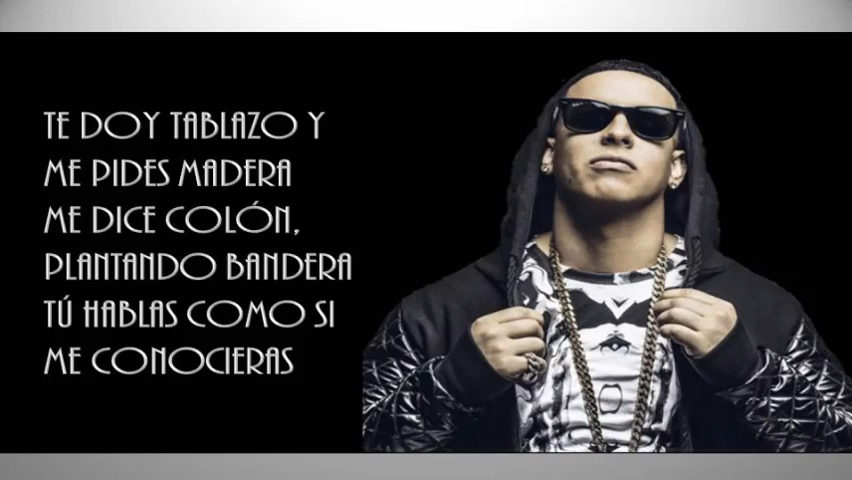 TE DOY TABLAZO Y
ME PIDES MADERA
ME DICE COLÓN,
PLANTANDO BANDERA
TÚ HABLAS COMO SI
ME CONOCIERAS